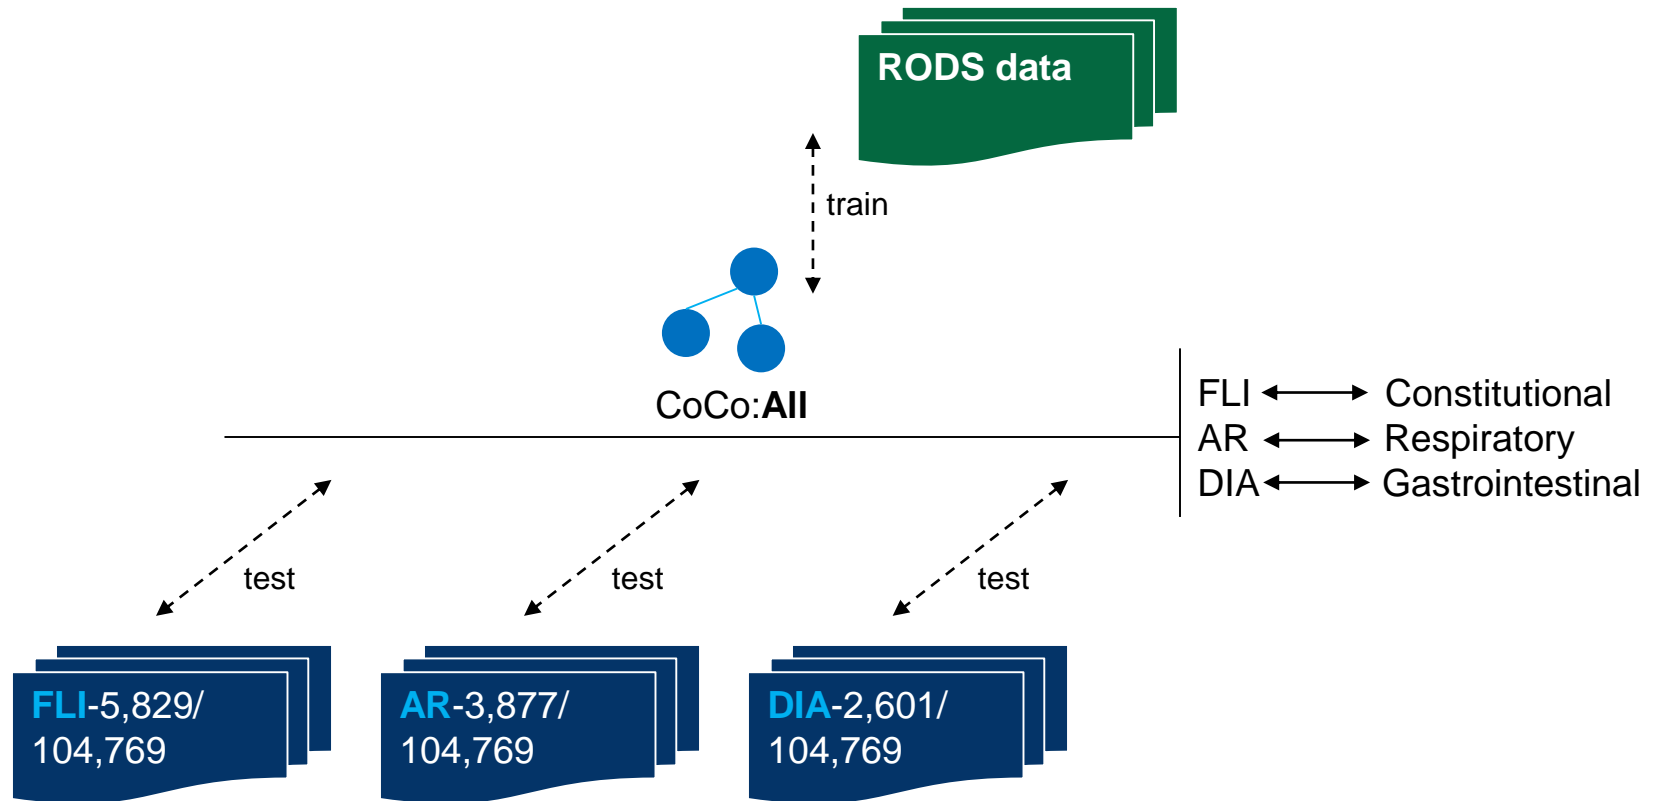 RODS data
train
CoCo:All
FLI Constitutional
AR Respiratory
DIA Gastrointestinal
test
test
test
FLI-5,829/
104,769
AR-3,877/
104,769
DIA-2,601/
104,769